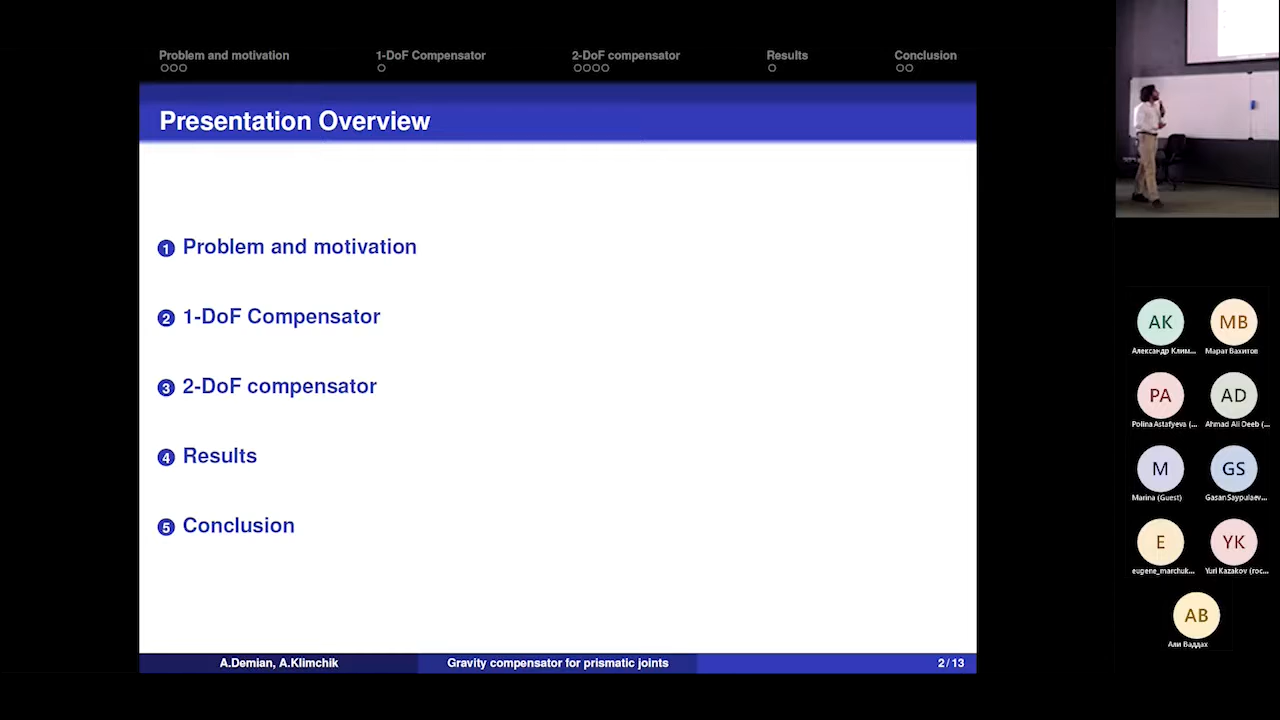 Problem and motivation
1-DoF Compensator
2-DoF compensator
Results
Conclusion
Presentation Overview
1 Problem and motivation
2 1-DoF Compensator
3 2-DoF compensator
4 Results
5 Conclusion
A.Demian, A.Klimchik
Gravity compensator for prismatic joints
2 / 13
AK
Александр Клим...
MB
Марат Вахитов
PA
Polina Astafyeva (...
AD
Ahmad Ali Deeb (...
M
Marina (Guest)
GS
Gasan Saypulaev...
E
eugene_marchuk...
YK
Yuri Kazakov (roc...
AB
Али Ваддах